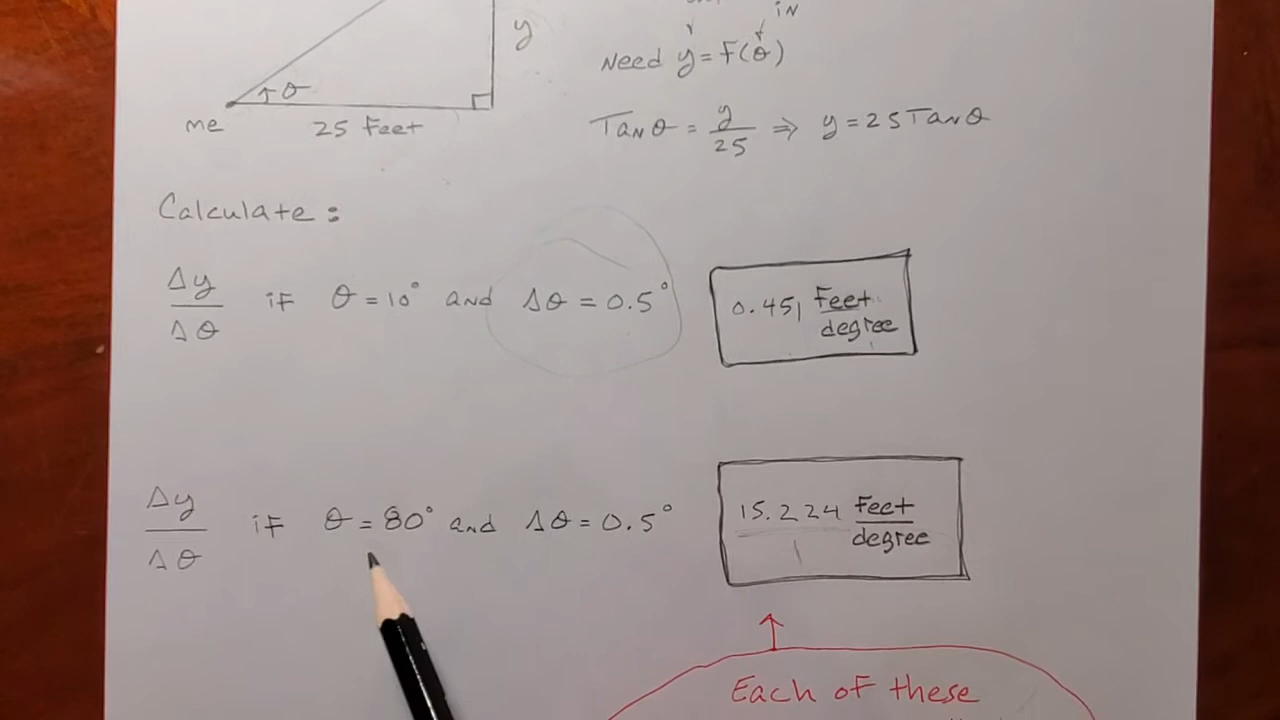 iN
y
Need y = F(θ)
θ
me
25 Feet
Tan θ = y/25 ⇒ y = 25 Tan θ
Calculate:
Δy/Δθ if θ = 10° and Δθ = 0.5°
0.451 Feet/degree
Δy/Δθ if θ = 80° and Δθ = 0.5°
15.224 Feet/degree
Each of these